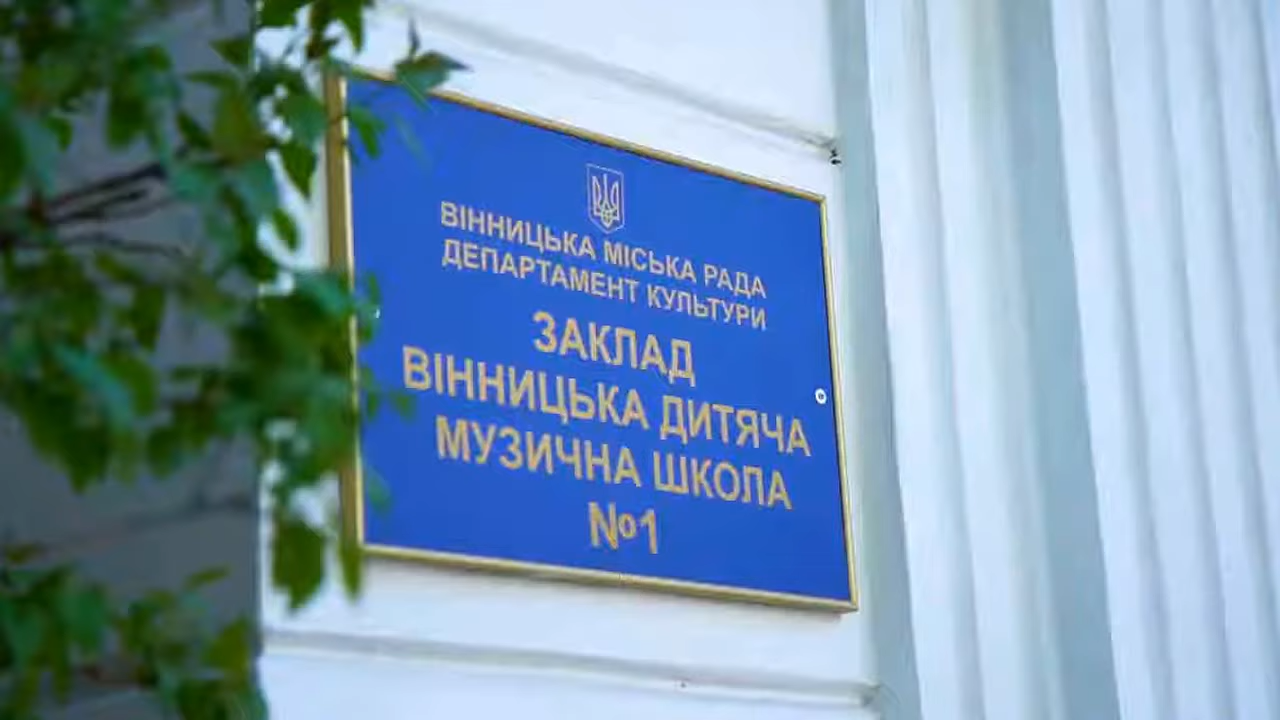 ВІННИЦЬКА МІСЬКА РАДА
ДЕПАРТАМЕНТ КУЛЬТУРИ
ЗАКЛАД
ВІННИЦЬКА ДИТЯЧА
МУЗИЧНА ШКОЛА
№1